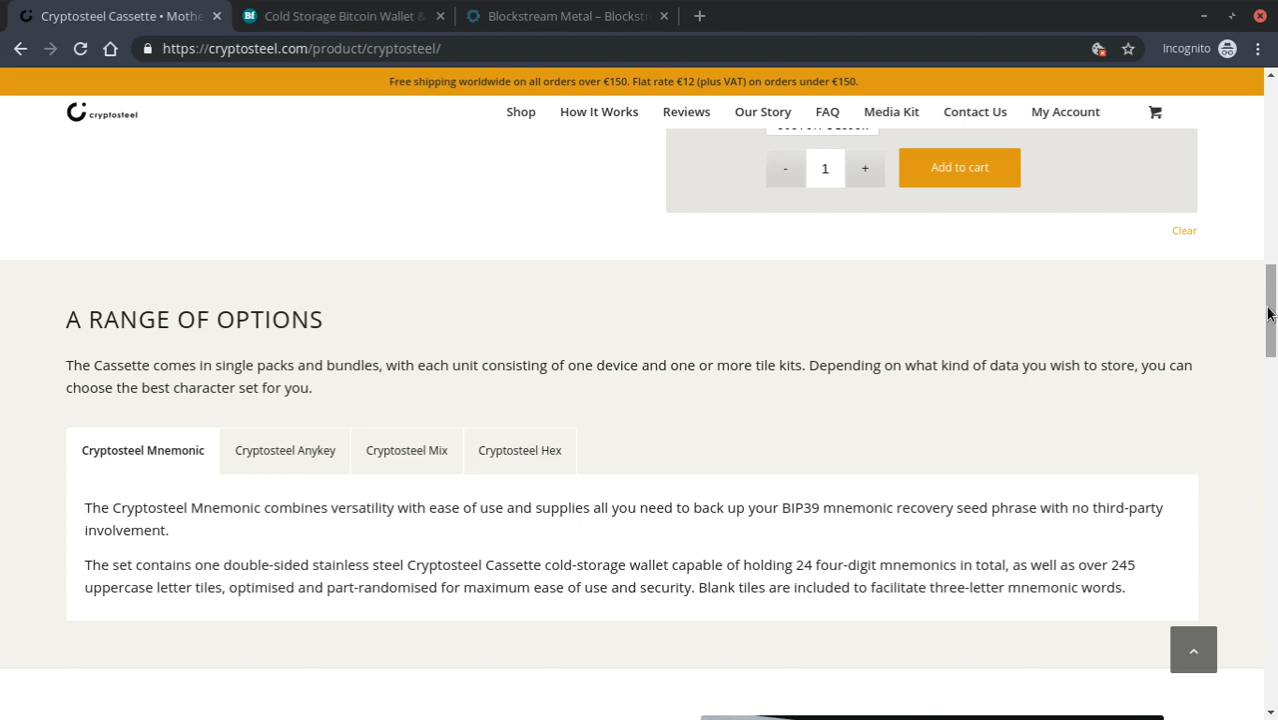 Cryptosteel Cassette • Mothe
Cold Storage Bitcoin Wallet &
Blockstream Metal – Blockstr
https://cryptosteel.com/product/cryptosteel/
Incognito
Free shipping worldwide on all orders over €150. Flat rate €12 (plus VAT) on orders under €150.
cryptosteel
Shop
How It Works
Reviews
Our Story
FAQ
Media Kit
Contact Us
My Account
- 1 +
Add to cart
Clear
A RANGE OF OPTIONS
The Cassette comes in single packs and bundles, with each unit consisting of one device and one or more tile kits. Depending on what kind of data you wish to store, you can
choose the best character set for you.
Cryptosteel Mnemonic
Cryptosteel Anykey
Cryptosteel Mix
Cryptosteel Hex
The Cryptosteel Mnemonic combines versatility with ease of use and supplies all you need to back up your BIP39 mnemonic recovery seed phrase with no third-party
involvement.
The set contains one double-sided stainless steel Cryptosteel Cassette cold-storage wallet capable of holding 24 four-digit mnemonics in total, as well as over 245
uppercase letter tiles, optimised and part-randomised for maximum ease of use and security. Blank tiles are included to facilitate three-letter mnemonic words.